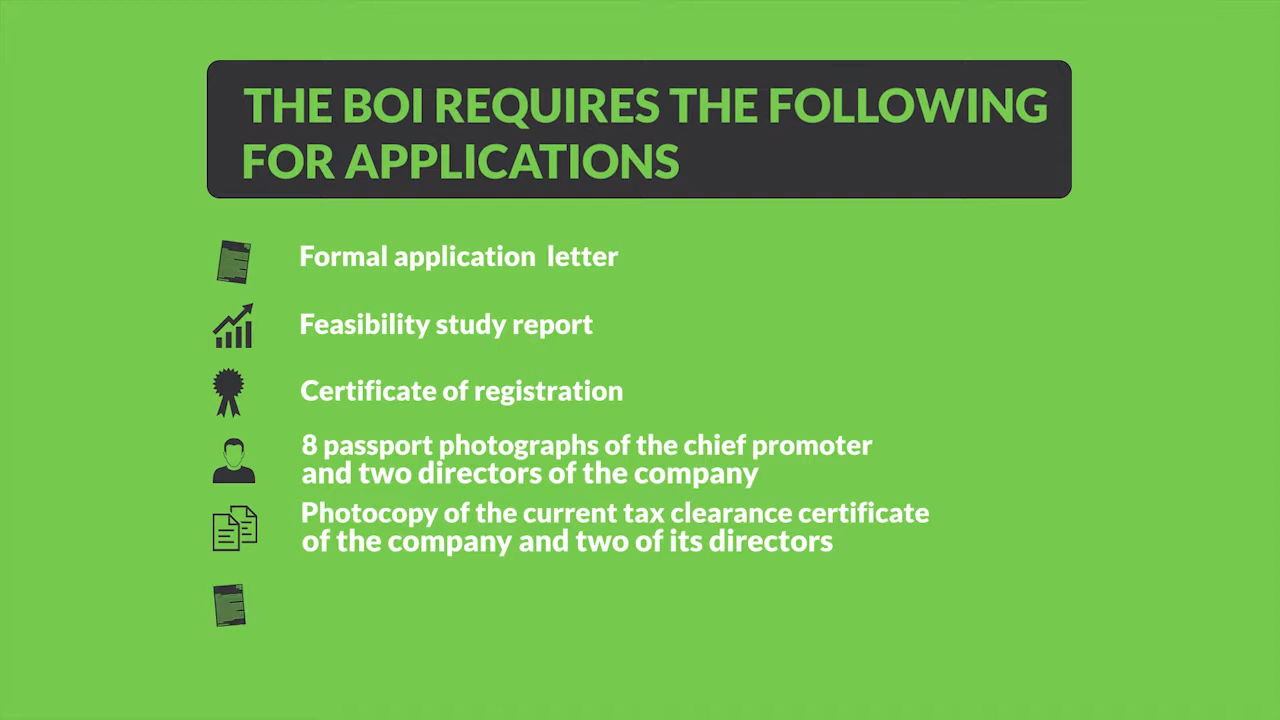 THE BOI REQUIRES THE FOLLOWING
FOR APPLICATIONS
Formal application letter
Feasibility study report
Certificate of registration
8 passport photographs of the chief promoter
and two directors of the company
Photocopy of the current tax clearance certificate
of the company and two of its directors